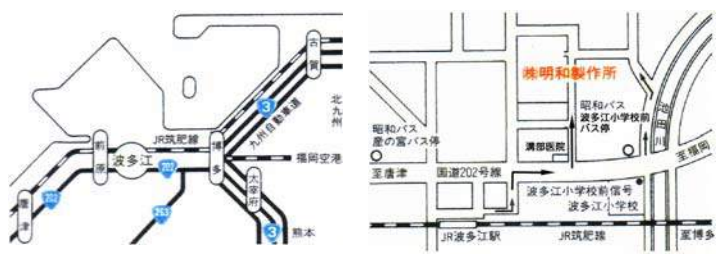 古賀
北九州
3
九州自動車道
JR筑肥線
前原
波多江
博多
202
福岡空港
太宰府
唐津
202
263
3
熊本
㈱明和製作所
昭和バス
波多江小学校前
バス停
昭和バス
産の宮バス停
溝部医院
至福岡
至唐津
国道202号線
波多江小学校前信号
波多江小学校
JR波多江駅
JR筑肥線
至博多